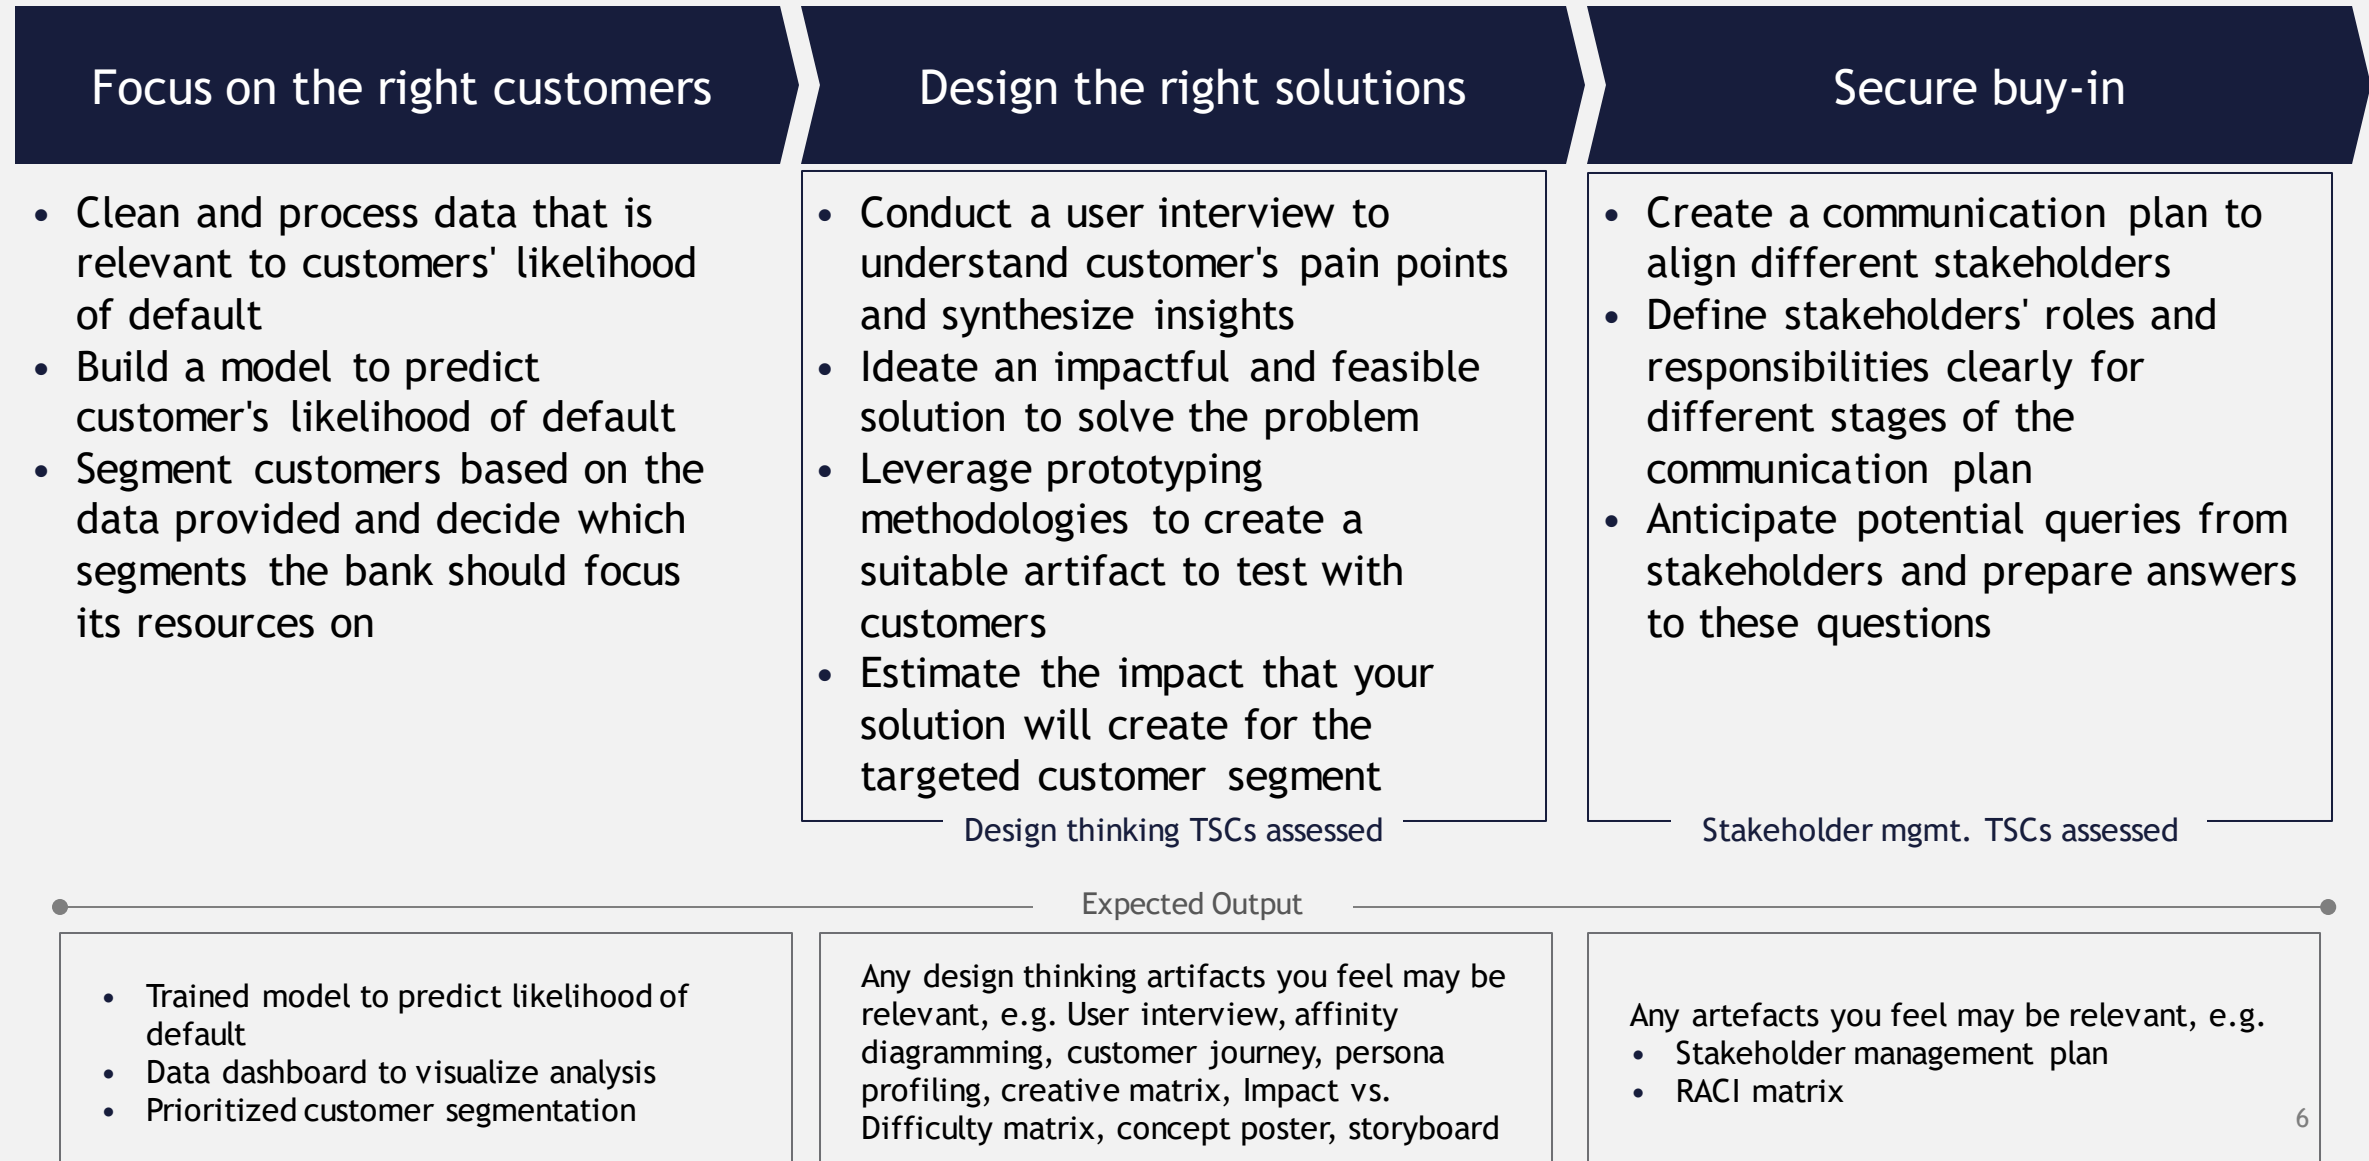 Focus on the right customers
Design the right solutions
Secure buy-in
• Clean and process data that is
relevant to customers' likelihood
of default
• Build a model to predict
customer's likelihood of default
• Segment customers based on the
data provided and decide which
segments the bank should focus
its resources on
• Conduct a user interview to
understand customer's pain points
and synthesize insights
• Ideate an impactful and feasible
solution to solve the problem
• Leverage prototyping
methodologies to create a
suitable artifact to test with
customers
• Estimate the impact that your
solution will create for the
targeted customer segment
Design thinking TSCs assessed
• Create a communication plan to
align different stakeholders
• Define stakeholders' roles and
responsibilities clearly for
different stages of the
communication plan
• Anticipate potential queries from
stakeholders and prepare answers
to these questions
Stakeholder mgmt. TSCs assessed
Expected Output
• Trained model to predict likelihood of
default
• Data dashboard to visualize analysis
• Prioritized customer segmentation
Any design thinking artifacts you feel may be
relevant, e.g. User interview, affinity
diagramming, customer journey, persona
profiling, creative matrix, Impact vs.
Difficulty matrix, concept poster, storyboard
Any artefacts you feel may be relevant, e.g.
• Stakeholder management plan
• RACI matrix
6